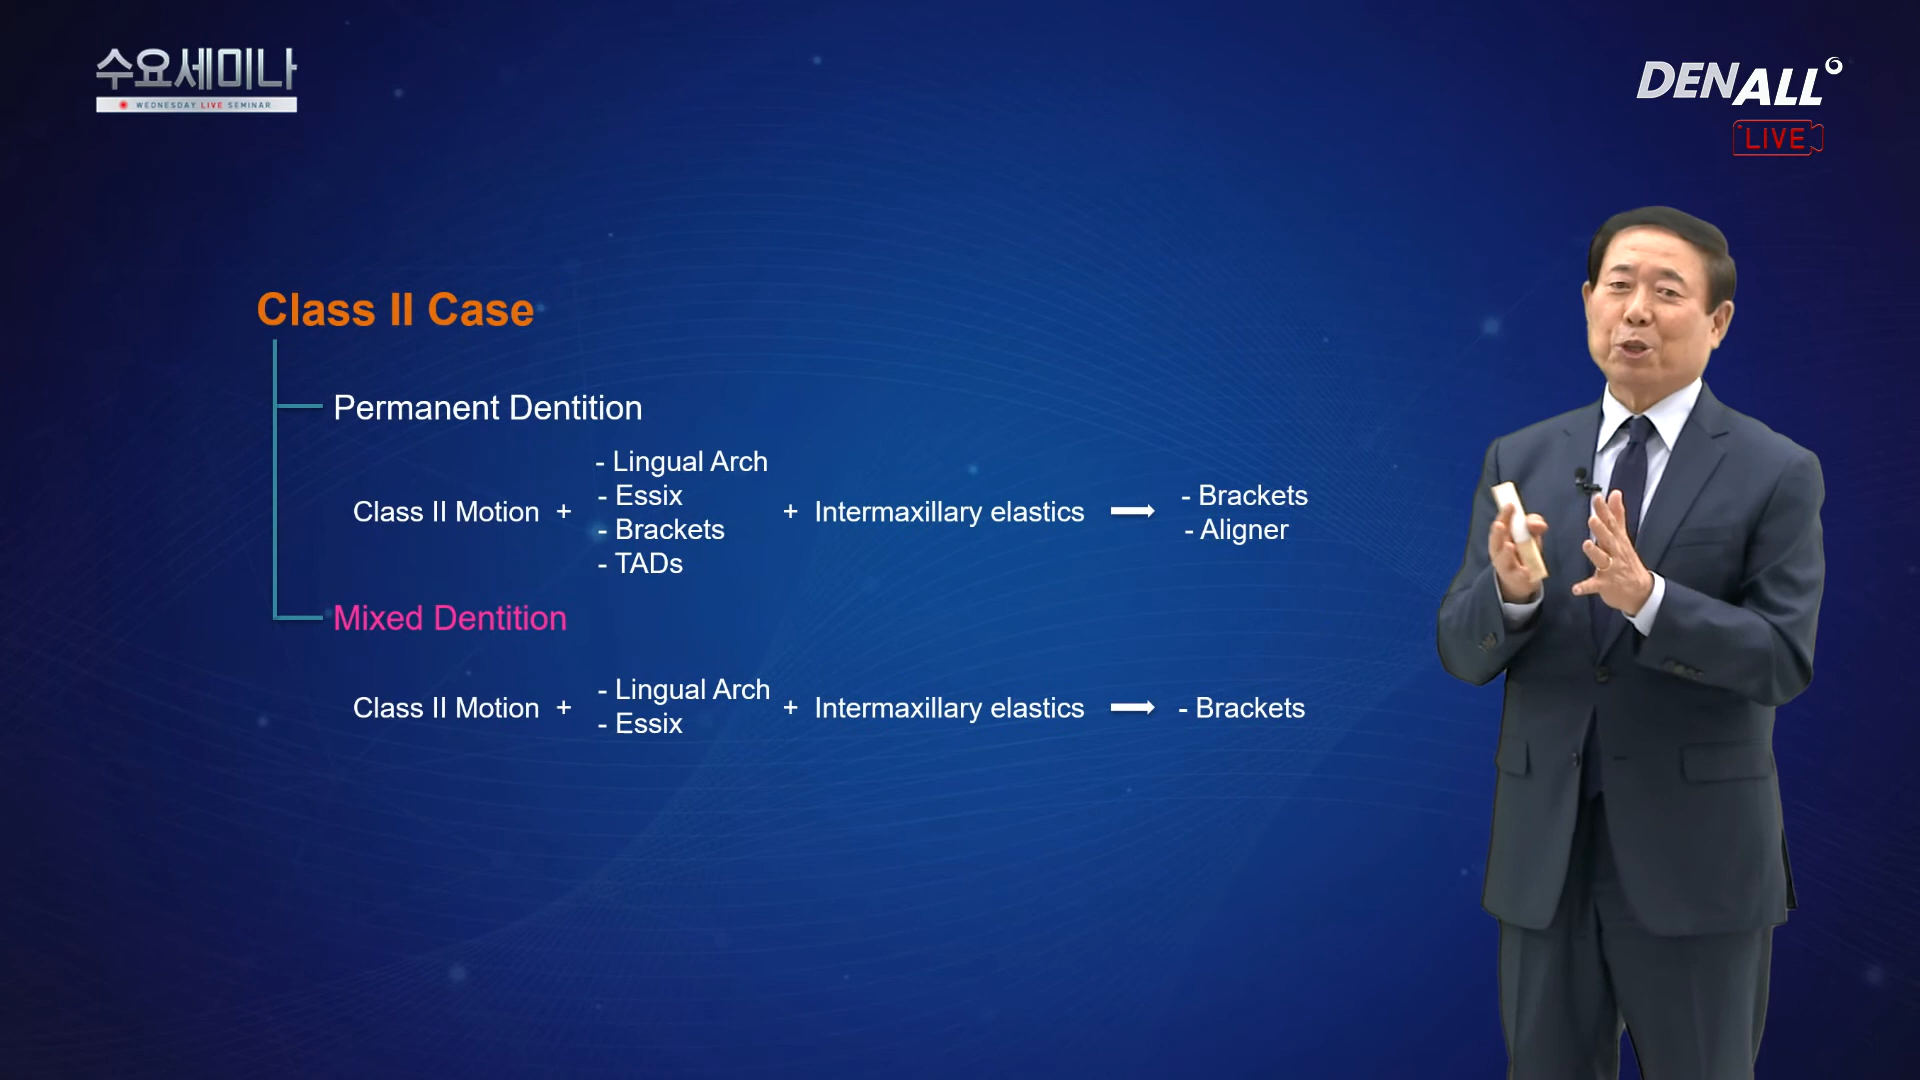 수요세미나
WEDNESDAY LIVE SEMINAR
DENALL
LIVE
Class II Case
Permanent Dentition
Class II Motion +
- Lingual Arch
- Essix
- Brackets
- TADs
+ Intermaxillary elastics
- Brackets
- Aligner
Mixed Dentition
Class II Motion +
- Lingual Arch
- Essix
+ Intermaxillary elastics
- Brackets